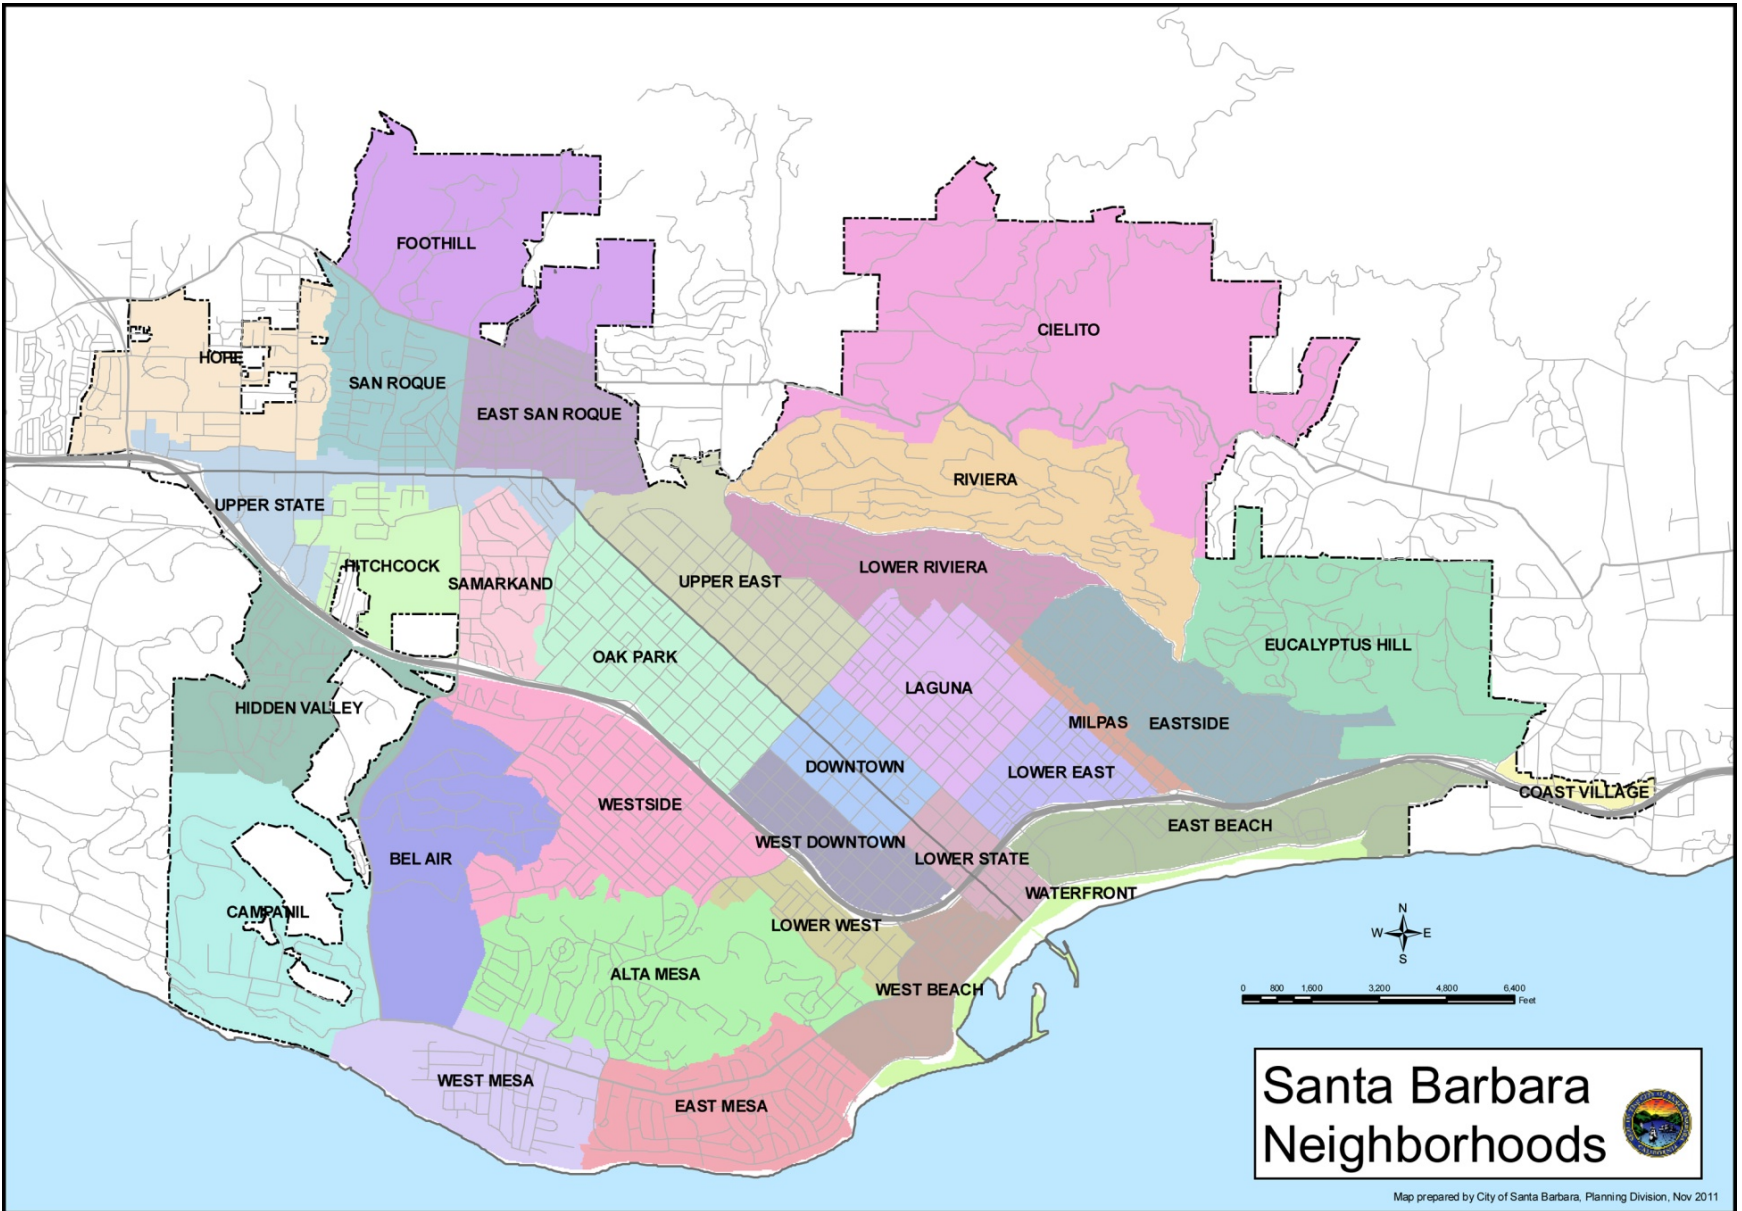 FOOTHILL
CIELITO
HOPE
SAN ROQUE
EAST SAN ROQUE
RIVIERA
UPPER STATE
HITCHCOCK
SAMARKAND
UPPER EAST
LOWER RIVIERA
OAK PARK
EUCALYPTUS HILL
LAGUNA
HIDDEN VALLEY
MILPAS
EASTSIDE
DOWNTOWN
LOWER EAST
COAST VILLAGE
WESTSIDE
EAST BEACH
WEST DOWNTOWN
BEL AIR
LOWER STATE
WATERFRONT
CAMPANIL
LOWER WEST
N
W E
S
ALTA MESA
WEST BEACH
0 800 1,600 3,200 4,800 6,400
Feet
WEST MESA
EAST MESA
Santa Barbara
Neighborhoods
Map prepared by City of Santa Barbara, Planning Division, Nov 2011